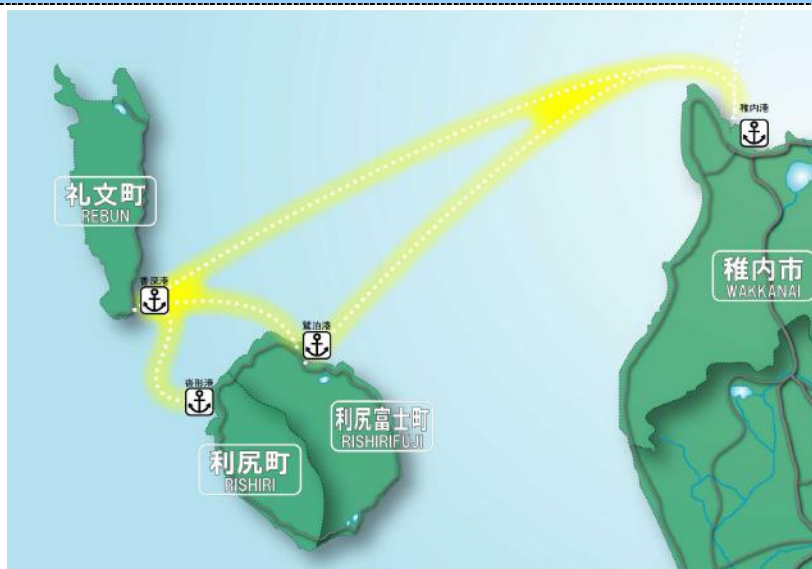 稚内港
礼文町
REBUN
稚内市
WAKKANAI
香深港
鴛泊港
沓形港
利尻富士町
RISHIRIFUJI
利尻町
RISHIRI